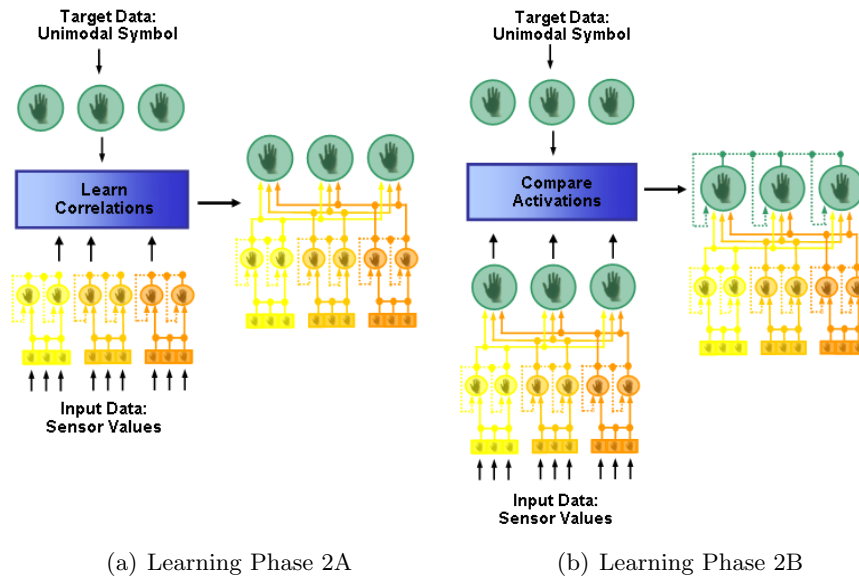 Target Data:
Unimodal Symbol
Learn
Correlations
Input Data:
Sensor Values
(a) Learning Phase 2A
Target Data:
Unimodal Symbol
Compare
Activations
Input Data:
Sensor Values
(b) Learning Phase 2B